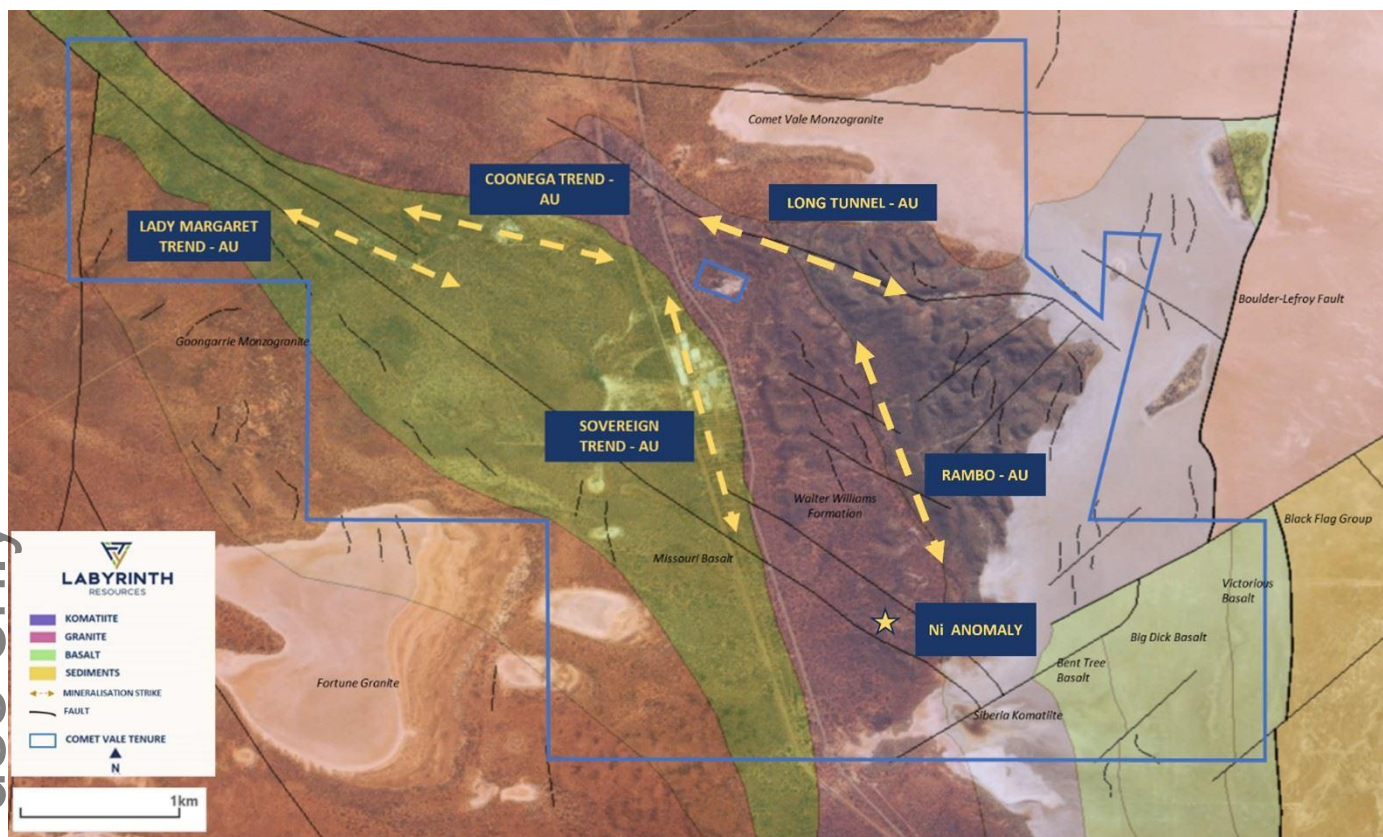 Comet Vale Monzogranite
COONEGA TREND -
AU
LONG TUNNEL - AU
LADY MARGARET
TREND - AU
Boulder-Lefroy Fault
Goongarrie Monzogranite
SOVEREIGN
TREND - AU
RAMBO - AU
Walter Williams
Formation
Black Flag Group
Missouri Basalt
Victorious
Basalt
Ni ANOMALY
Big Dick Basalt
Bent Tree
Basalt
Fortune Granite
Siberia Komatiite
LABYRINTH
RESOURCES
KOMATIITE
GRANITE
BASALT
SEDIMENTS
MINERALISATION STRIKE
FAULT
COMET VALE TENURE
N
1km